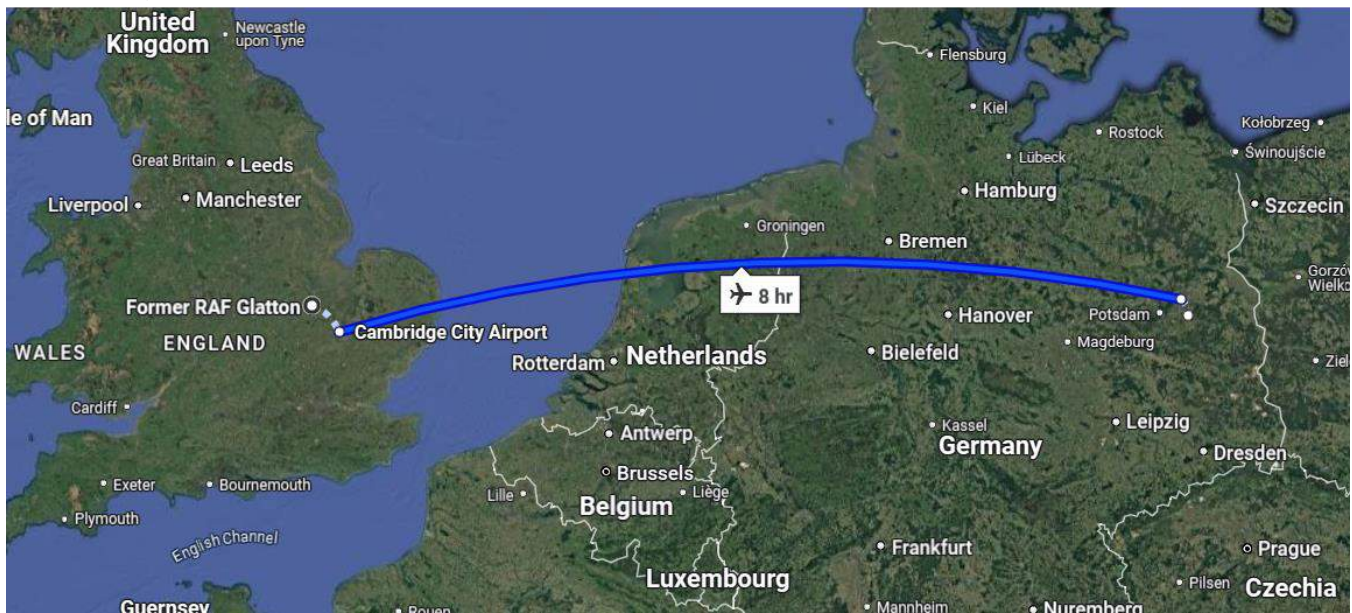 United
Kingdom
Newcastle
upon Tyne
Flensburg
le of Man
Kiel
Rostock
Kołobrzeg
Great Britain
Leeds
Lübeck
Świnoujście
Liverpool
Manchester
Hamburg
Szczecin
Groningen
Bremen
Gorzów
Wielkop
8 hr
Former RAF Glatton
Cambridge City Airport
Potsdam
Hanover
WALES
ENGLAND
Rotterdam
Netherlands
Bielefeld
Magdeburg
Ziel
Cardiff
Antwerp
Kassel
Leipzig
Germany
Dresden
Brussels
Exeter
Bournemouth
Lille
Liège
Belgium
Plymouth
English Channel
Frankfurt
Prague
Luxembourg
Pilsen
Czechia
Guernsey
Rouen
Mannheim
Nuremberg